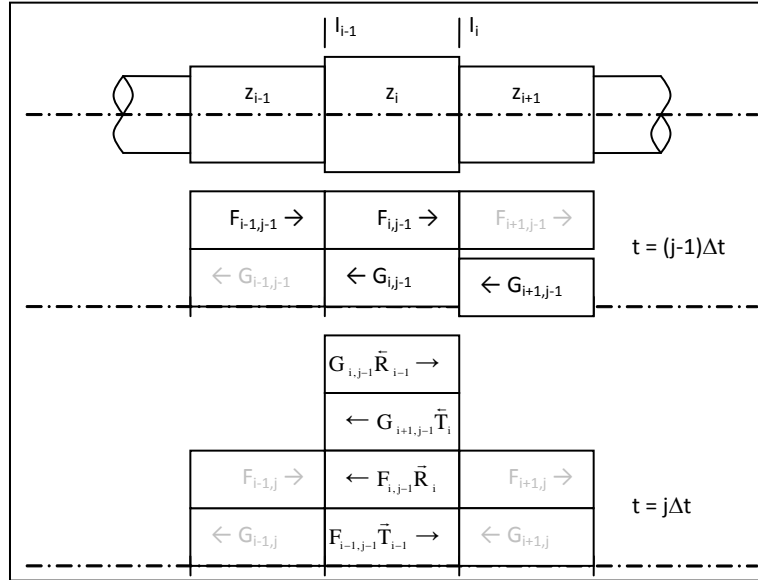 I_{i-1} I_i
z_{i-1} z_i z_{i+1}
F_{i-1,j-1} → F_{i,j-1} → F_{i+1,j-1} →
t = (j-1)Δt
← G_{i-1,j-1} ← G_{i,j-1} ← G_{i+1,j-1}
G_{i,j-1} R⃖_{i-1} →
← G_{i+1,j-1} T⃖_i
F_{i-1,j} → ← F_{i,j-1} R⃗_i F_{i+1,j} →
t = jΔt
← G_{i-1,j} F_{i-1,j-1} T⃗_{i-1} → ← G_{i+1,j}